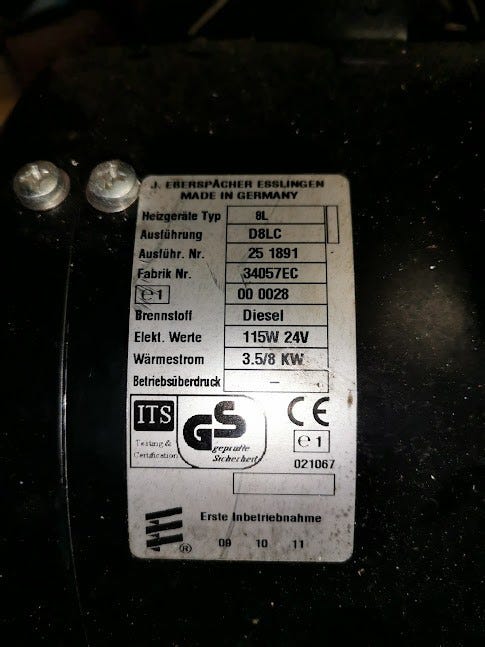 J. EBERSPÄCHER ESSLINGEN
MADE IN GERMANY
Heizgeräte Typ 8L
Ausführung D8LC
Ausführ. Nr. 25 1891
Fabrik Nr. 34057EC
e1 00 0028
Brennstoff Diesel
Elekt. Werte 115W 24V
Wärmestrom 3.5/8 KW
Betriebsüberdruck –
ITS
Testing &
Certification
GS
geprüfte
Sicherheit
CE
e1
021067
Erste Inbetriebnahme
®
09 10 11